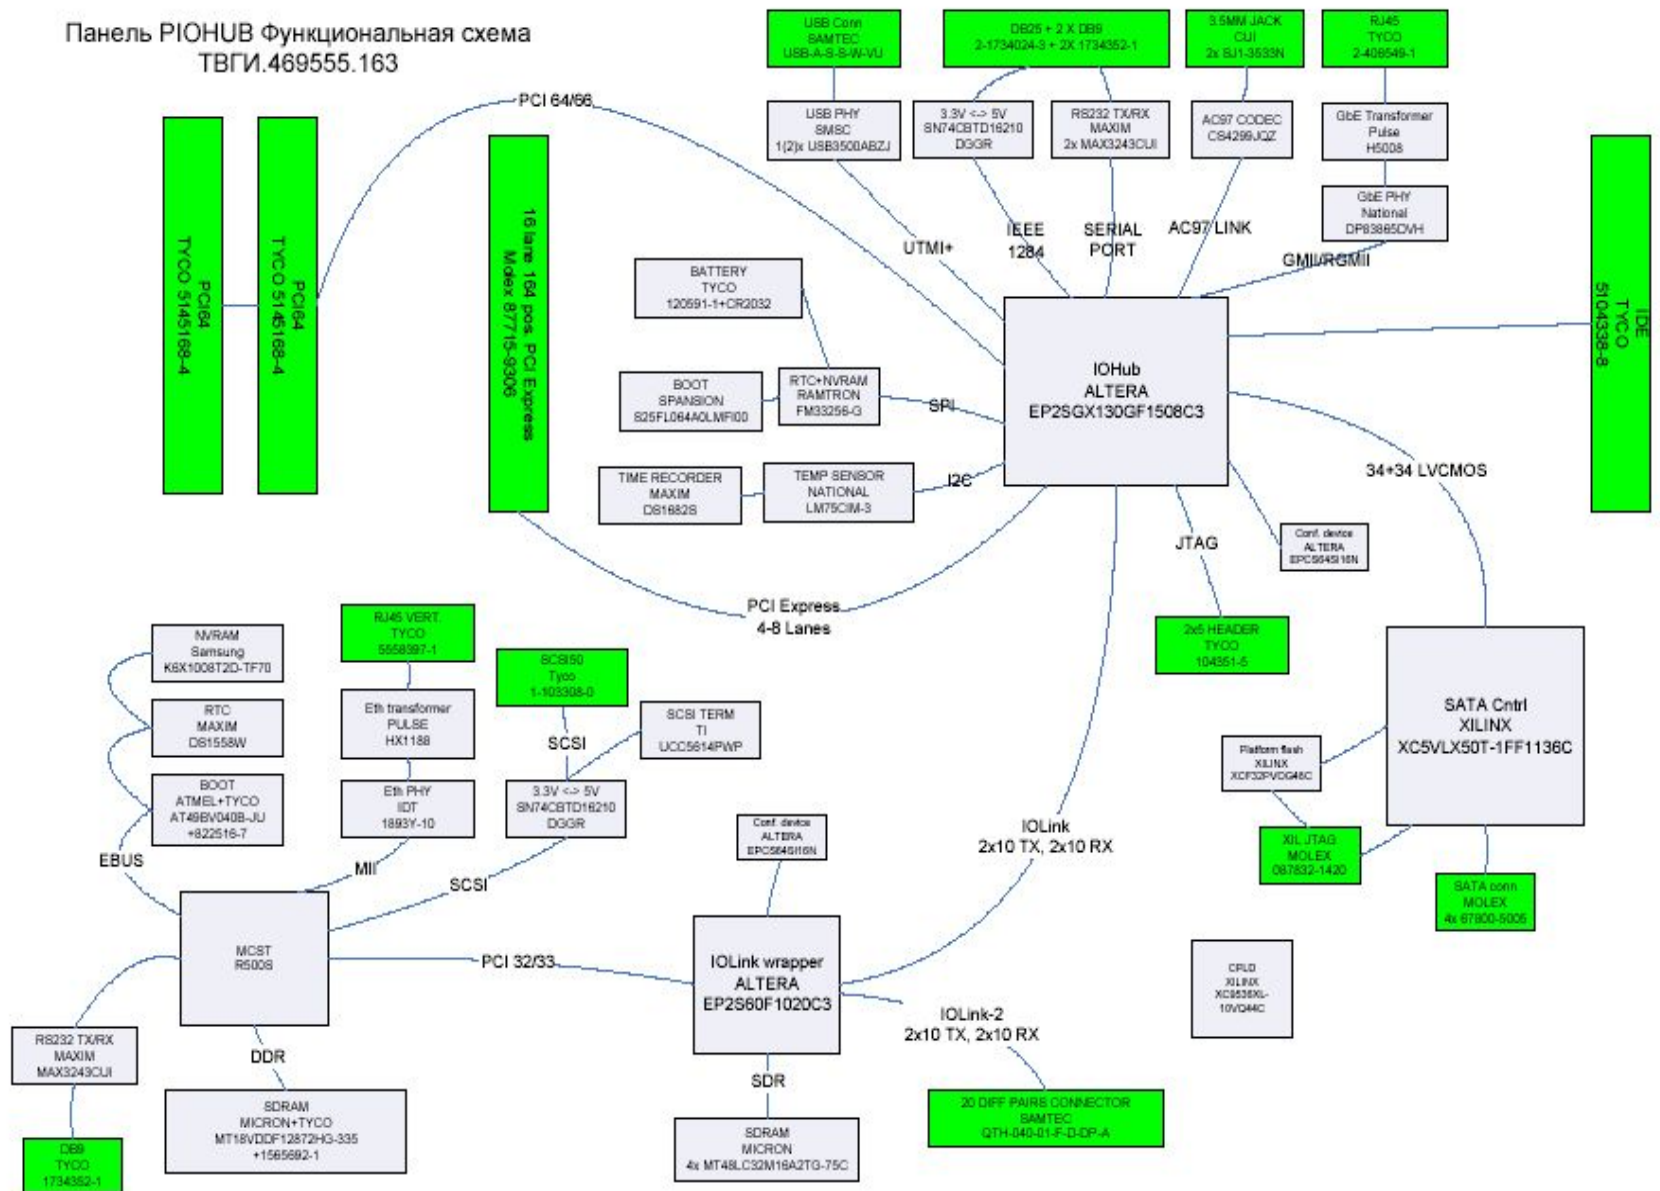 Панель PIOHUB Функциональная схема
ТВГИ.469555.163
USB Conn
SAMTEC
USB-A-S-S-W-VU
DB25 + 2 X DB9
2-1734024-3 + 2X 1734352-1
3.5MM JACK
CUI
2x SJ1-3533N
RJ45
TYCO
2-406549-1
PCI 64/66
USB PHY
SMSC
1(2)x USB3500ABZJ
3.3V <-> 5V
SN74CBTD16210
DGGR
RS232 TX/RX
MAXIM
2x MAX3243CUI
AC97 CODEC
CS4299JQZ
GbE Transformer
Pulse
H5008
GbE PHY
National
DP83865DVH
PCI64
TYCO 5145168-4
PCI64
TYCO 5145168-4
16 lane 164 pos. PCI Express
Molex 87715-9306
IDE
TYCO
5104338-8
UTMI+
IEEE
1284
SERIAL
PORT
AC97 LINK
GMII/RGMII
BATTERY
TYCO
120591-1+CR2032
BOOT
SPANSION
S25FL064A0LMFI00
RTC+NVRAM
RAMTRON
FM33256-G
SPI
IOHub
ALTERA
EP2SGX130GF1508C3
TIME RECORDER
MAXIM
DS1682S
TEMP SENSOR
NATIONAL
LM75CIM-3
I2C
34+34 LVCMOS
JTAG
Conf. device
ALTERA
EPCS64SI16N
PCI Express
4-8 Lanes
2x5 HEADER
TYCO
104351-5
NVRAM
Samsung
K6X1008T2D-TF70
RJ45 VERT.
TYCO
5558397-1
SCSI50
Tyco
1-103308-0
RTC
MAXIM
DS1558W
Eth transformer
PULSE
HX1188
SCSI
SCSI TERM
TI
UCC5614PWP
SATA Cntrl
XILINX
XC5VLX50T-1FF1136C
Platform flash
XILINX
XCF32PVOG48C
BOOT
ATMEL+TYCO
AT49BV040B-JU
+822516-7
Eth PHY
IDT
1893Y-10
3.3V <-> 5V
SN74CBTD16210
DGGR
Conf. device
ALTERA
EPCS64SI16N
IOLink
2x10 TX, 2x10 RX
XIL JTAG
MOLEX
087832-1420
SATA conn
MOLEX
4x 67800-5005
EBUS
MII
SCSI
MCST
R500S
PCI 32/33
IOLink wrapper
ALTERA
EP2S60F1020C3
CPLD
XILINX
XC9536XL-
10VQ44C
IOLink-2
2x10 TX, 2x10 RX
RS232 TX/RX
MAXIM
MAX3243CUI
DDR
SDR
DB9
TYCO
1734352-1
SDRAM
MICRON+TYCO
MT18VDDF12872HG-335
+1565692-1
SDRAM
MICRON
4x MT48LC32M16A2TG-75C
20 DIFF PAIRS CONNECTOR
SAMTEC
QTH-040-01-F-D-DP-A